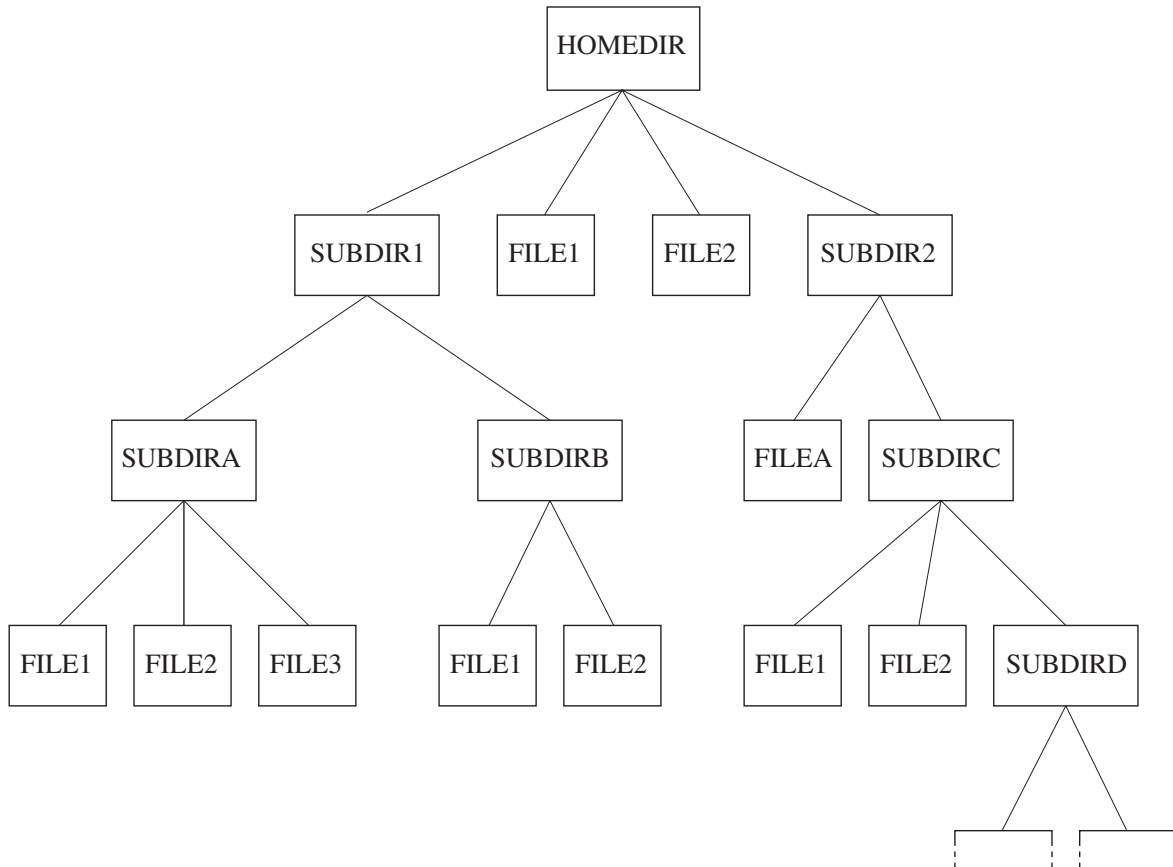 HOMEDIR
SUBDIR1
FILE1
FILE2
SUBDIR2
SUBDIRA
SUBDIRB
FILEA
SUBDIRC
FILE1
FILE2
FILE3
FILE1
FILE2
FILE1
FILE2
SUBDIRD